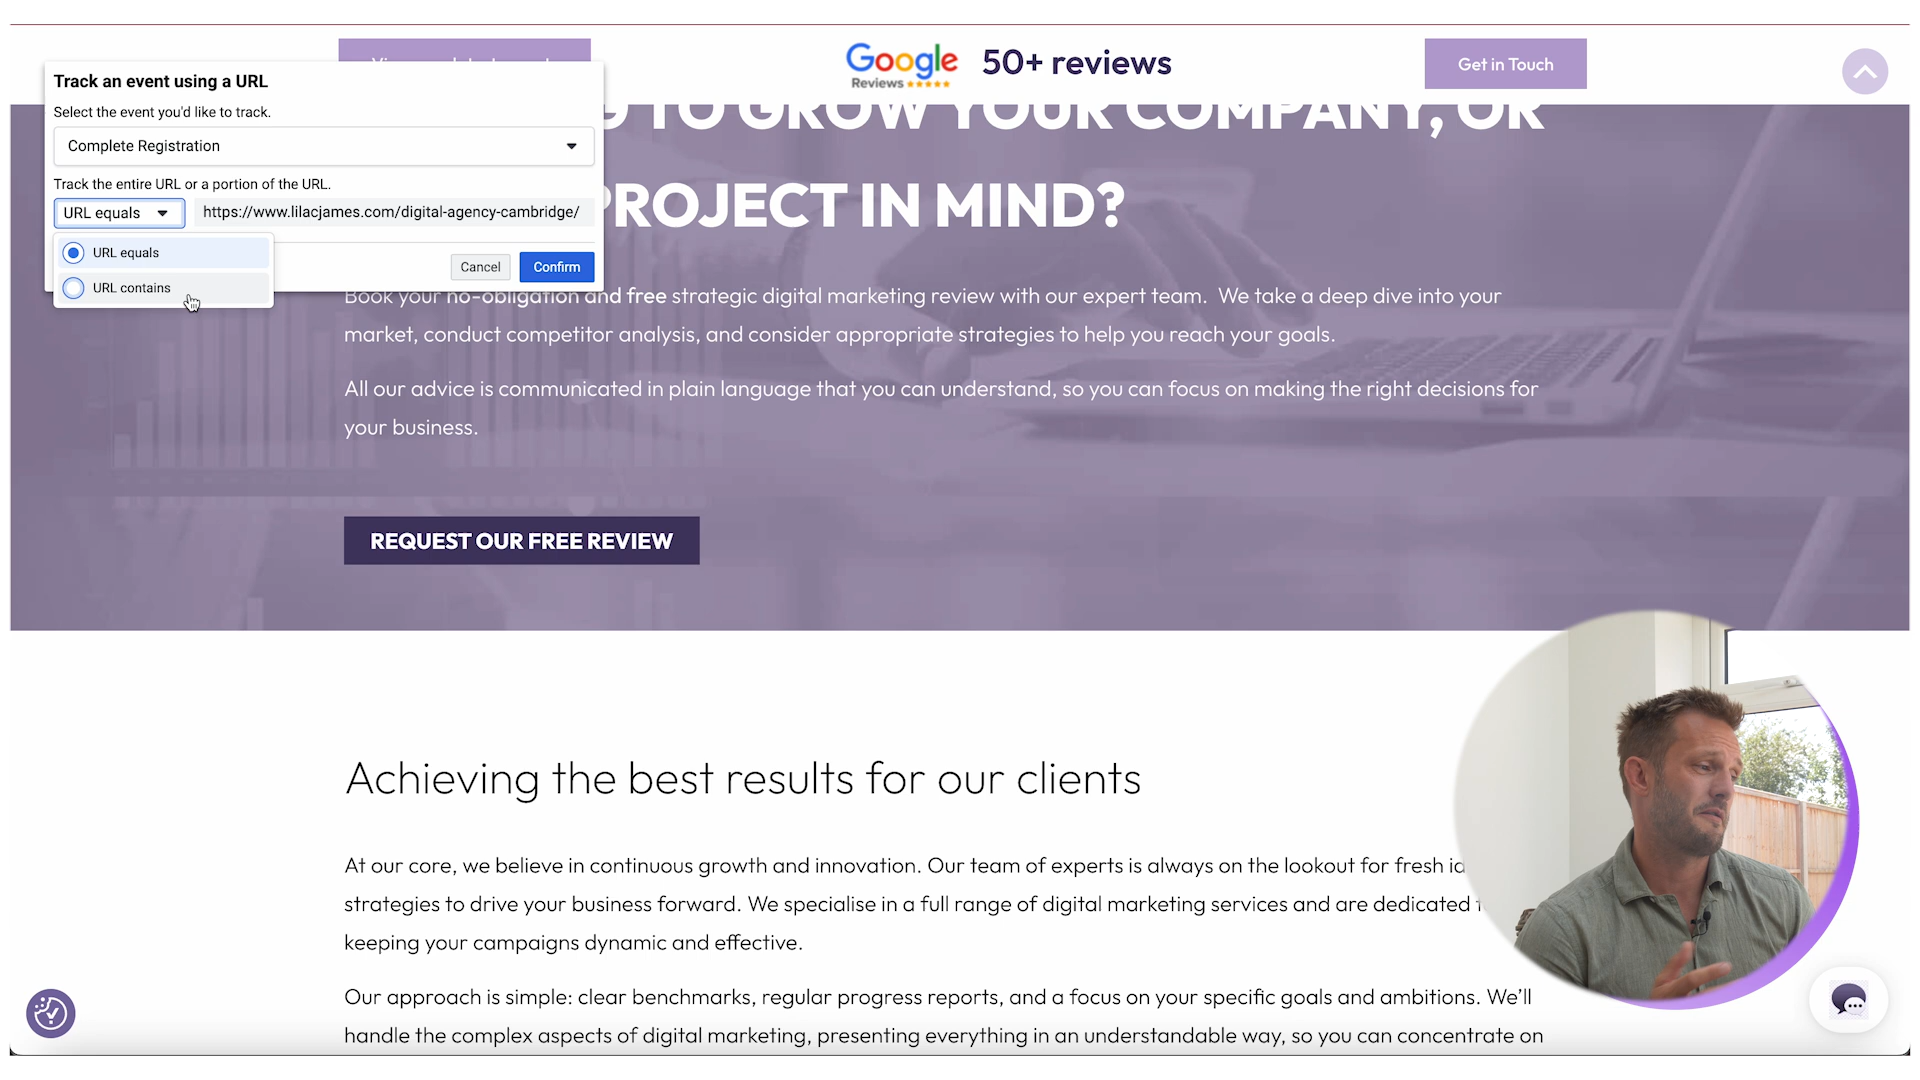 Google
Reviews
50+ reviews
Get in Touch
Track an event using a URL
Select the event you'd like to track.
Complete Registration
Track the entire URL or a portion of the URL.
URL equals
https://www.lilacjames.com/digital-agency-cambridge/
URL equals
URL contains
Cancel
Confirm
TO GROW YOUR COMPANY, OR
PROJECT IN MIND?
Book your no-obligation and free strategic digital marketing review with our expert team. We take a deep dive into your
market, conduct competitor analysis, and consider appropriate strategies to help you reach your goals.
All our advice is communicated in plain language that you can understand, so you can focus on making the right decisions for
your business.
REQUEST OUR FREE REVIEW
Achieving the best results for our clients
At our core, we believe in continuous growth and innovation. Our team of experts is always on the lookout for fresh
strategies to drive your business forward. We specialise in a full range of digital marketing services and are dedicated
keeping your campaigns dynamic and effective.
Our approach is simple: clear benchmarks, regular progress reports, and a focus on your specific goals and ambitions. We'll
handle the complex aspects of digital marketing, presenting everything in an understandable way, so you can concentrate on